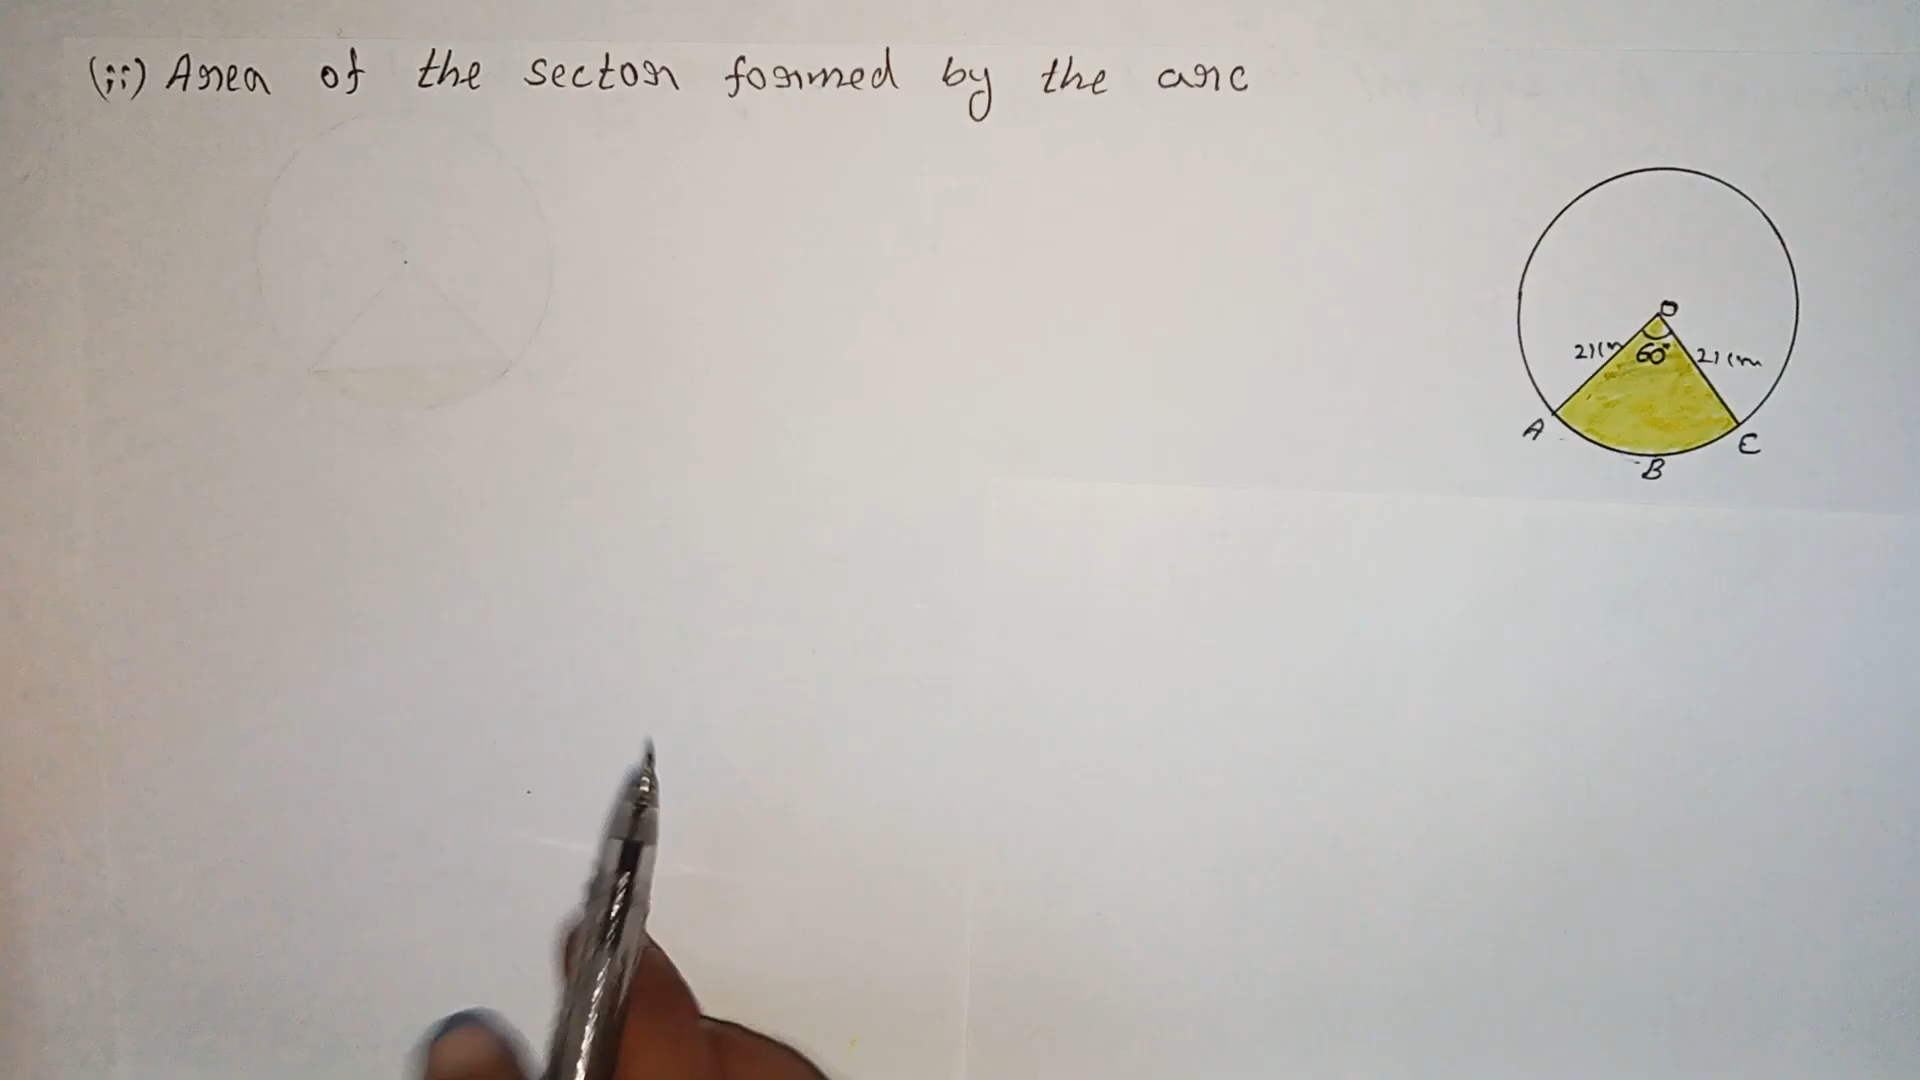 (ii) Area of the sector formed by the arc
O
21cm 60° 21cm
A C
B